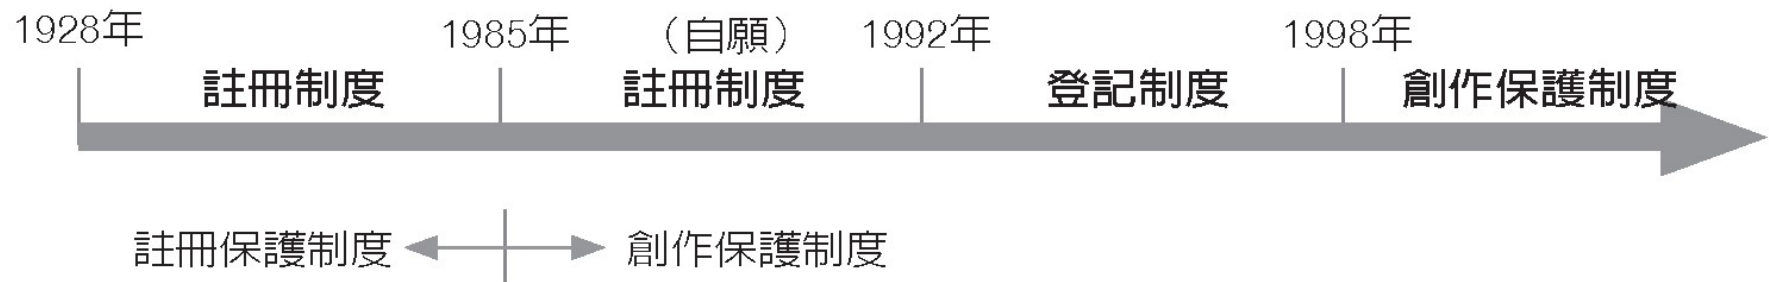 1928年 1985年 （自願） 1992年 1998年
註冊制度 註冊制度 登記制度 創作保護制度
註冊保護制度 創作保護制度